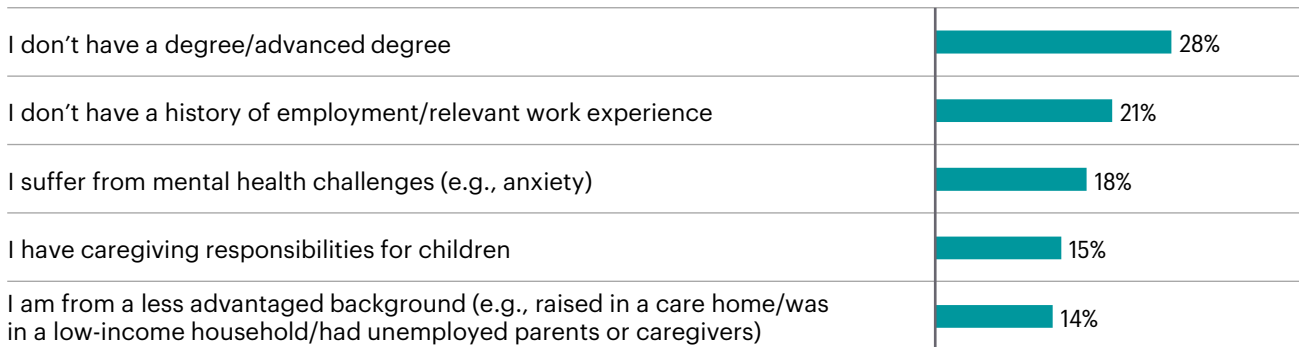 I don’t have a degree/advanced degree
28%
I don’t have a history of employment/relevant work experience
21%
I suffer from mental health challenges (e.g., anxiety)
18%
I have caregiving responsibilities for children
15%
I am from a less advantaged background (e.g., raised in a care home/was
in a low-income household/had unemployed parents or caregivers)
14%